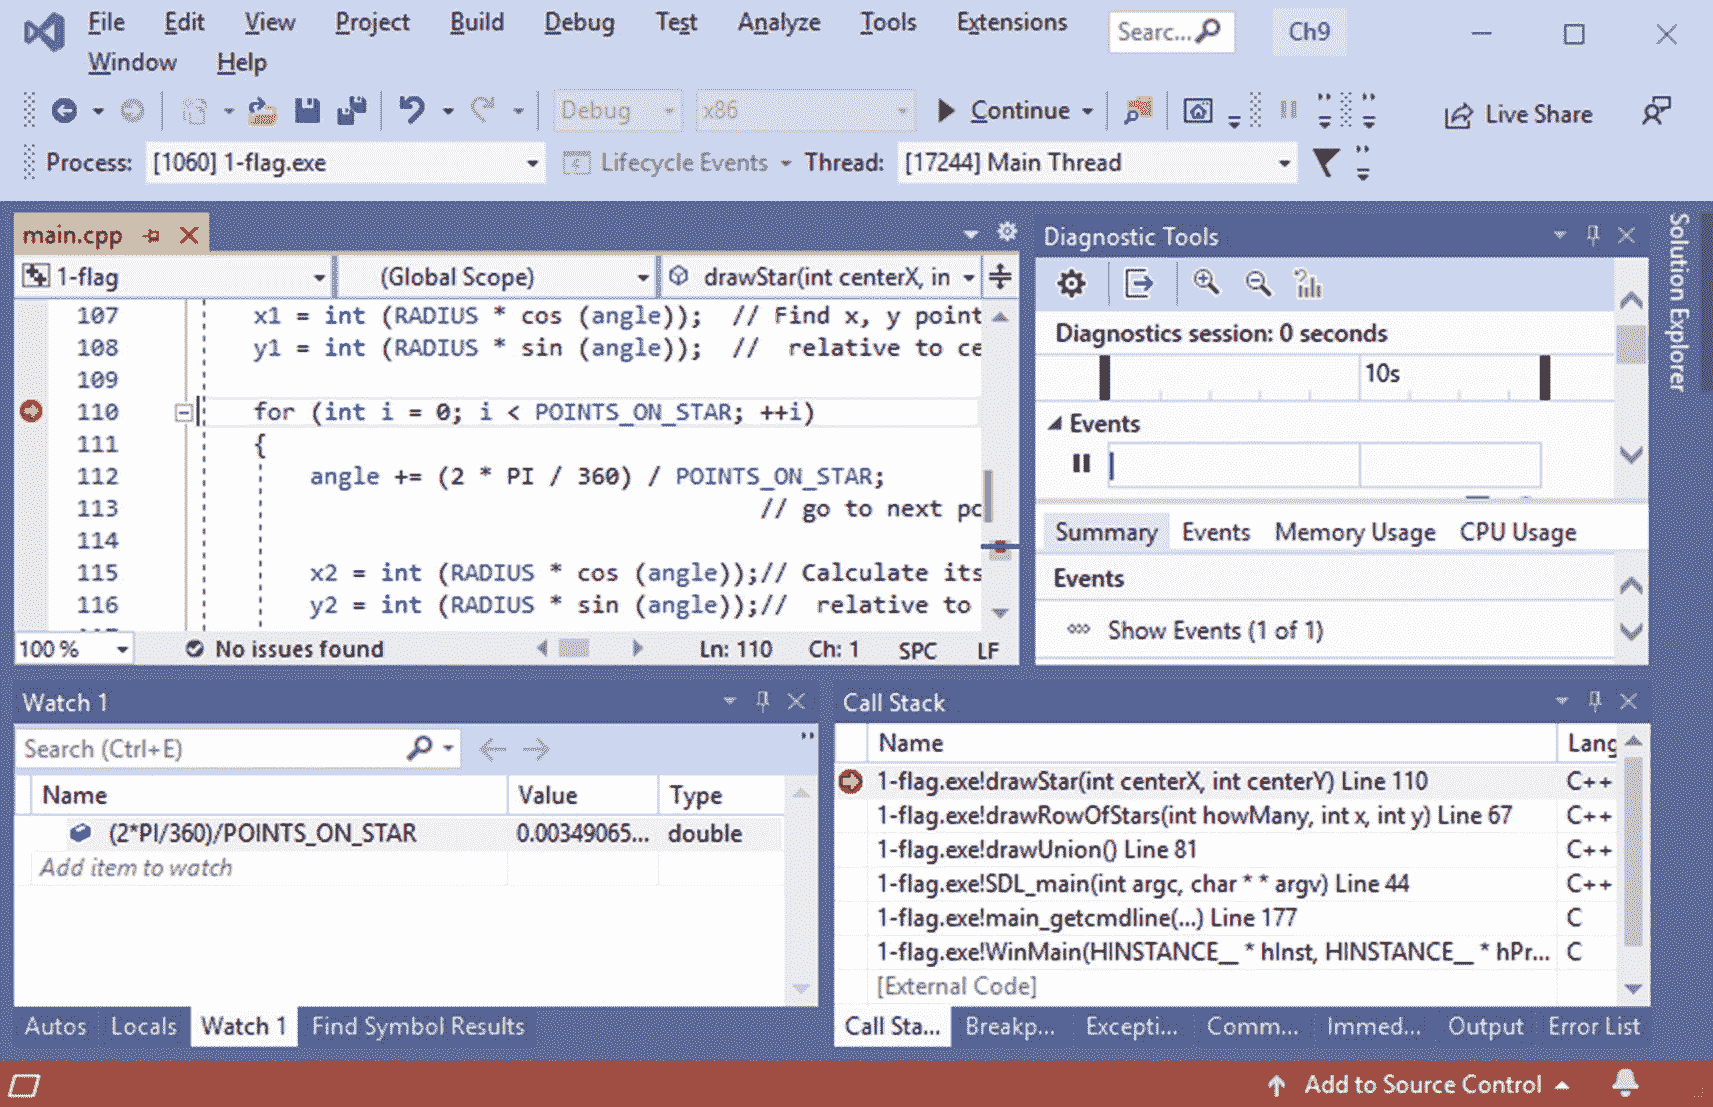 File Edit View Project Build Debug Test Analyze Tools Extensions Searc... Ch9
Window Help
Debug x86 Continue Live Share
Process: [1060] 1-flag.exe Lifecycle Events Thread: [17244] Main Thread
main.cpp
1-flag (Global Scope) drawStar(int centerX, in
107 x1 = int (RADIUS * cos (angle)); // Find x, y point
108 y1 = int (RADIUS * sin (angle)); // relative to ce
109
110 for (int i = 0; i < POINTS_ON_STAR; ++i)
111 {
112 angle += (2 * PI / 360) / POINTS_ON_STAR;
113 // go to next po
114
115 x2 = int (RADIUS * cos (angle));// Calculate its
116 y2 = int (RADIUS * sin (angle));// relative to
100 % No issues found Ln: 110 Ch: 1 SPC LF
Diagnostic Tools
Diagnostics session: 0 seconds
10s
Events
Summary Events Memory Usage CPU Usage
Events
Show Events (1 of 1)
Solution Explorer
Watch 1
Search (Ctrl+E)
Name Value Type
(2*PI/360)/POINTS_ON_STAR 0.00349065... double
Add item to watch
Autos Locals Watch 1 Find Symbol Results
Call Stack
Name Lang
1-flag.exe!drawStar(int centerX, int centerY) Line 110 C++
1-flag.exe!drawRowOfStars(int howMany, int x, int y) Line 67 C++
1-flag.exe!drawUnion() Line 81 C++
1-flag.exe!SDL_main(int argc, char * * argv) Line 44 C++
1-flag.exe!main_getcmdline(...) Line 177 C
1-flag.exe!WinMain(HINSTANCE__ * hInst, HINSTANCE__ * hPr... C
[External Code]
Call Sta... Breakp... Excepti... Comm... Immed... Output Error List
Add to Source Control